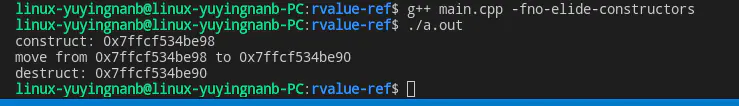 linux-yuyingnanb@linux-yuyingnanb-PC:rvalue-ref$ g++ main.cpp -fno-elide-constructors
linux-yuyingnanb@linux-yuyingnanb-PC:rvalue-ref$ ./a.out
construct: 0x7ffcf534be98
move from 0x7ffcf534be98 to 0x7ffcf534be90
destruct: 0x7ffcf534be90
linux-yuyingnanb@linux-yuyingnanb-PC:rvalue-ref$